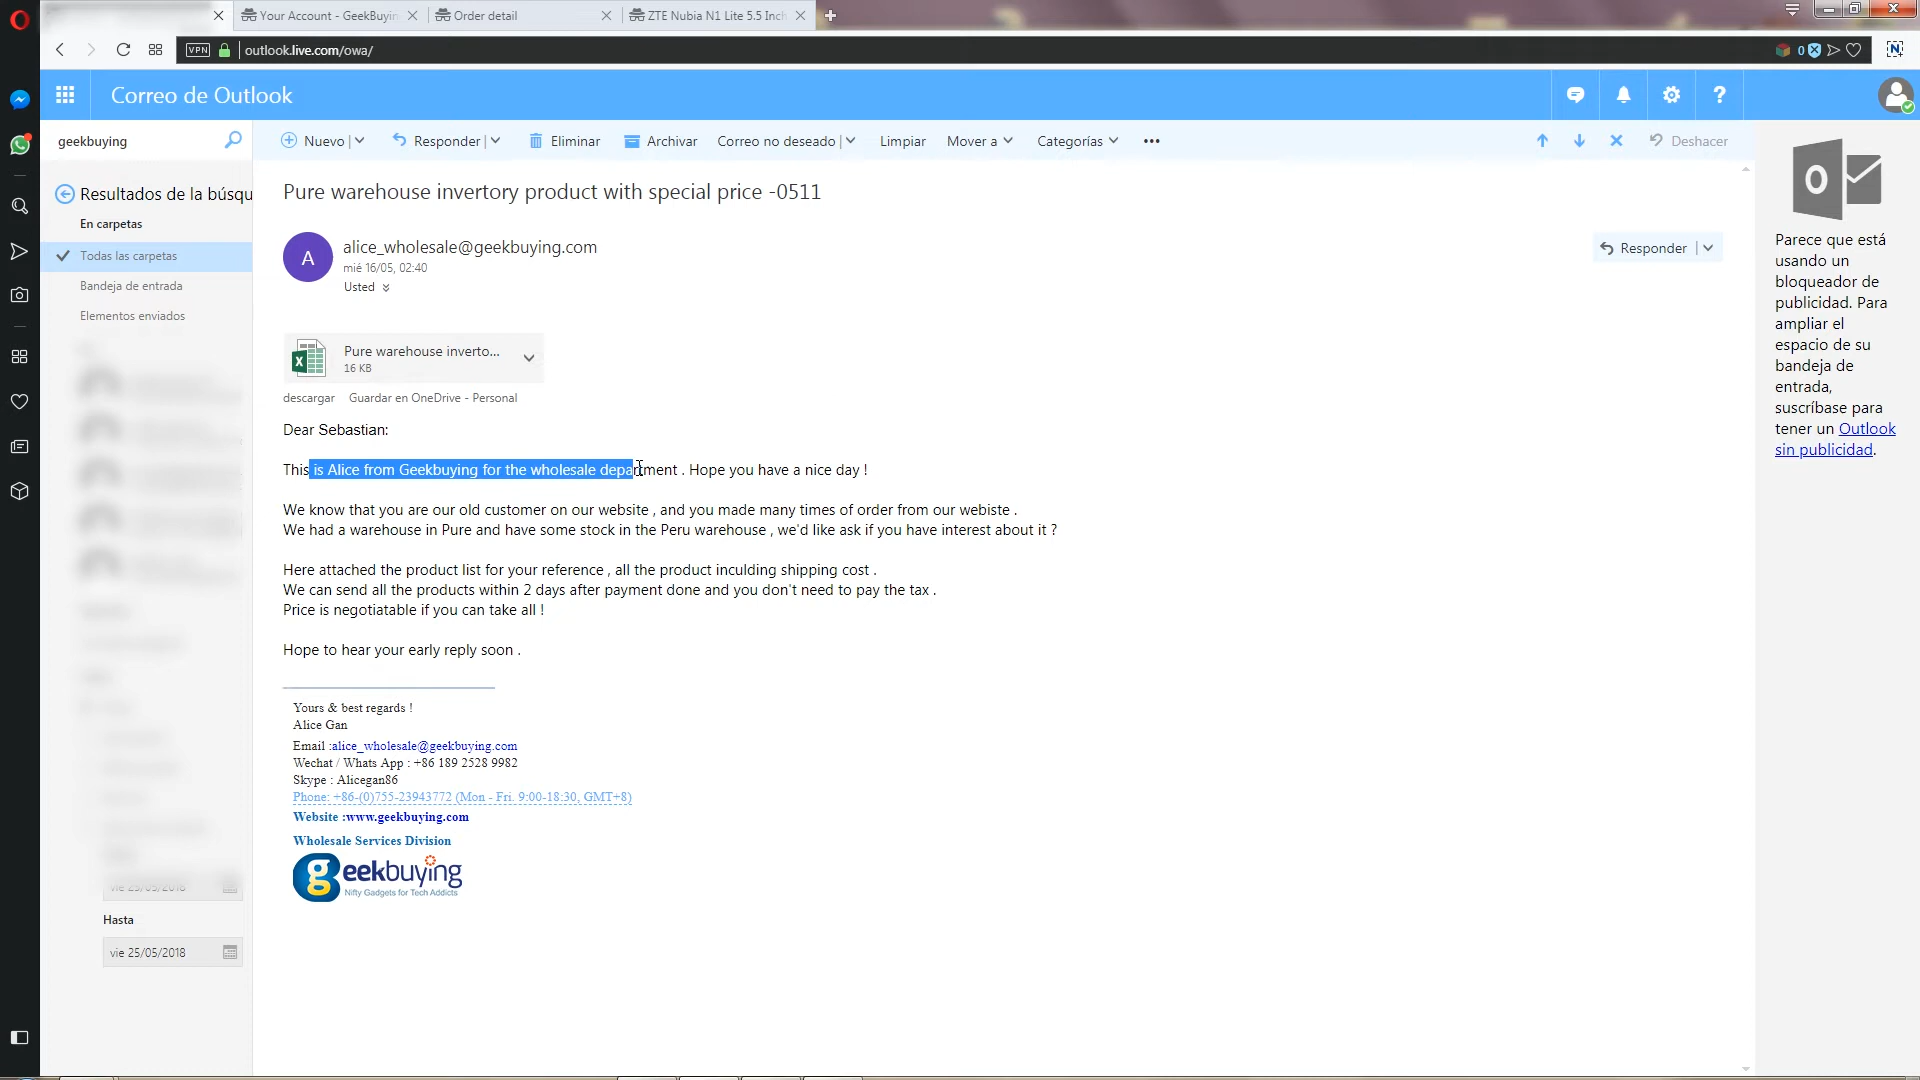 Your Account - GeekBuyin
Order detail
ZTE Nubia N1 Lite 5.5 Inch
VPN
outlook.live.com/owa/
0
Correo de Outlook
geekbuying
Nuevo
Responder
Eliminar
Archivar
Correo no deseado
Limpiar
Mover a
Categorías
Deshacer
Resultados de la búsqu
En carpetas
Todas las carpetas
Bandeja de entrada
Elementos enviados
Hasta
vie 25/05/2018
Pure warehouse invertory product with special price -0511
A
alice_wholesale@geekbuying.com
mié 16/05, 02:40
Usted
Responder
Pure warehouse inverto...
16 KB
descargar Guardar en OneDrive - Personal
Dear Sebastian:
This is Alice from Geekbuying for the wholesale department . Hope you have a nice day !
We know that you are our old customer on our website , and you made many times of order from our webiste .
We had a warehouse in Pure and have some stock in the Peru warehouse , we'd like ask if you have interest about it ?
Here attached the product list for your reference , all the product inculding shipping cost .
We can send all the products within 2 days after payment done and you don't need to pay the tax .
Price is negotiatable if you can take all !
Hope to hear your early reply soon .
Yours & best regards !
Alice Gan
Email :alice_wholesale@geekbuying.com
Wechat / Whats App : +86 189 2528 9982
Skype : Alicegan86
Phone: +86-(0)755-23943772 (Mon - Fri. 9:00-18:30, GMT+8)
Website :www.geekbuying.com
Wholesale Services Division
geekbuying
Nifty Gadgets for Tech Addicts
Parece que está
usando un
bloqueador de
publicidad. Para
ampliar el
espacio de su
bandeja de
entrada,
suscríbase para
tener un Outlook
sin publicidad.